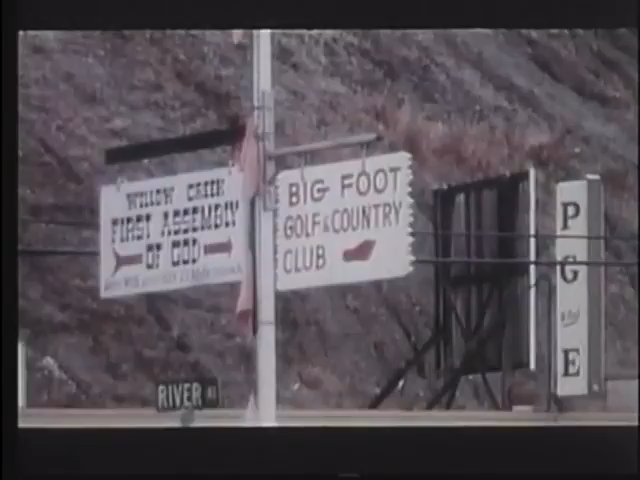 WILLOW CREEK
FIRST ASSEMBLY
OF GOD
BIG FOOT
GOLF & COUNTRY
CLUB
RIVER
P
G
E